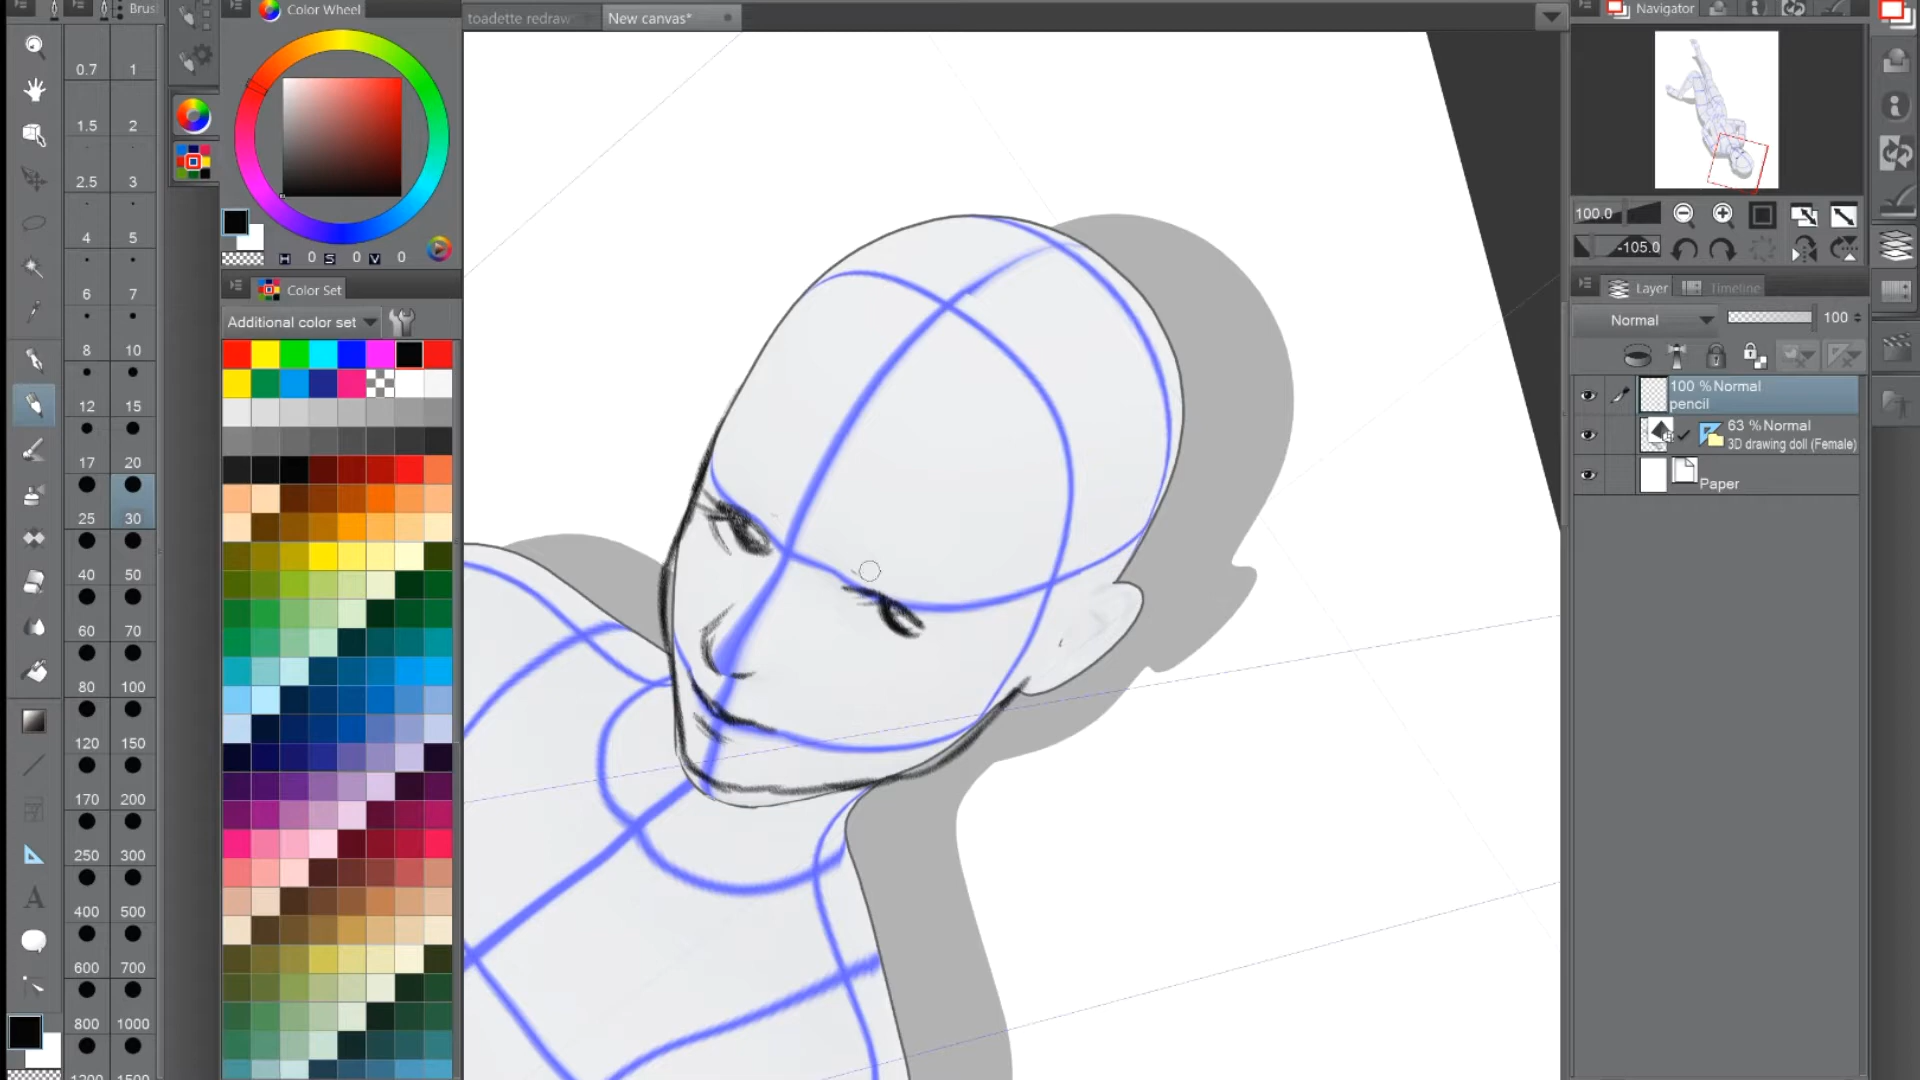 Brus
Color Wheel
toadette redraw
New canvas*
Navigator
0.7 1
1.5 2
2.5 3
4 5
6 7
8 10
12 15
17 20
25 30
40 50
60 70
80 100
120 150
170 200
250 300
400 500
600 700
800 1000
H 0 S 0 V 0
Color Set
Additional color set
100.0
-105.0
Layer
Timeline
Normal
100
100 % Normal
pencil
63 % Normal
3D drawing doll (Female)
Paper
A